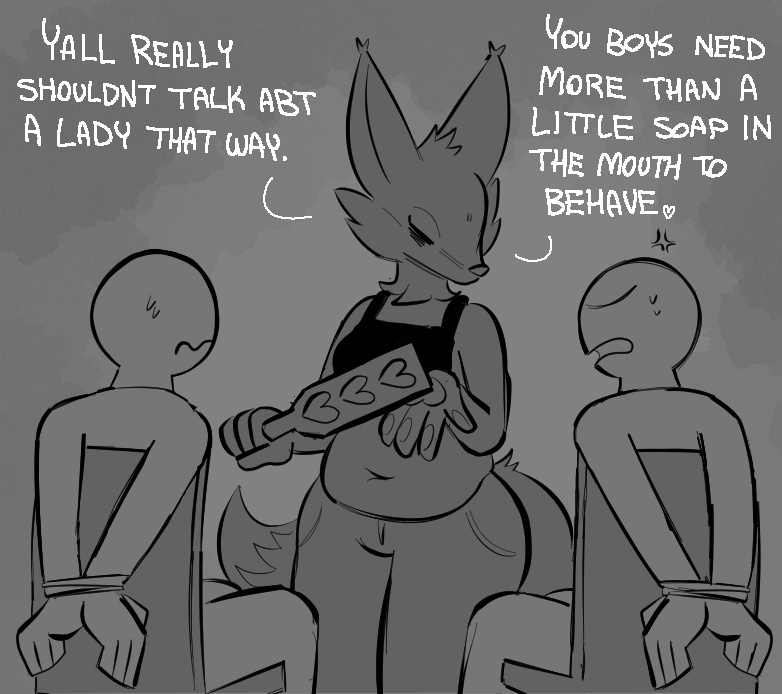 YALL REALLY
SHOULDNT TALK ABT
A LADY THAT WAY.
YOU BOYS NEED
MORE THAN A
LITTLE SOAP IN
THE MOUTH TO
BEHAVE♡